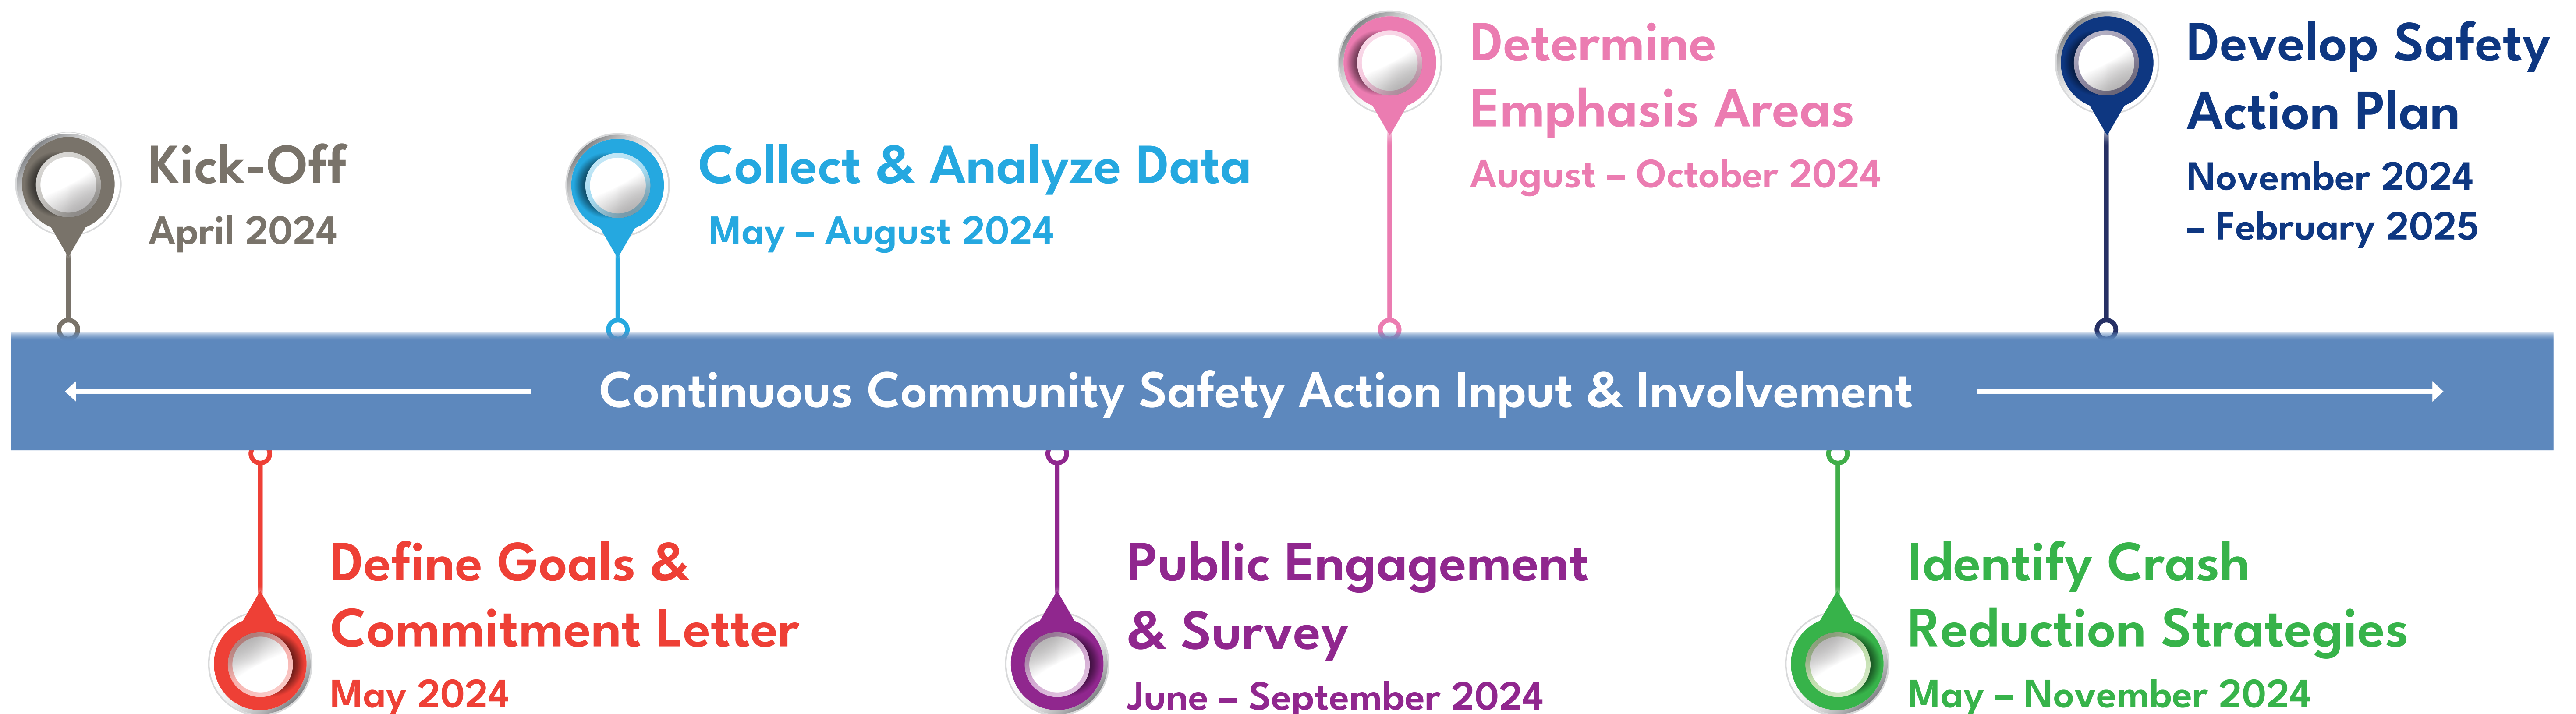 Kick-Off
April 2024
Collect & Analyze Data
May – August 2024
Determine
Emphasis Areas
August – October 2024
Develop Safety
Action Plan
November 2024
– February 2025
Continuous Community Safety Action Input & Involvement
Define Goals &
Commitment Letter
May 2024
Public Engagement
& Survey
June – September 2024
Identify Crash
Reduction Strategies
May – November 2024